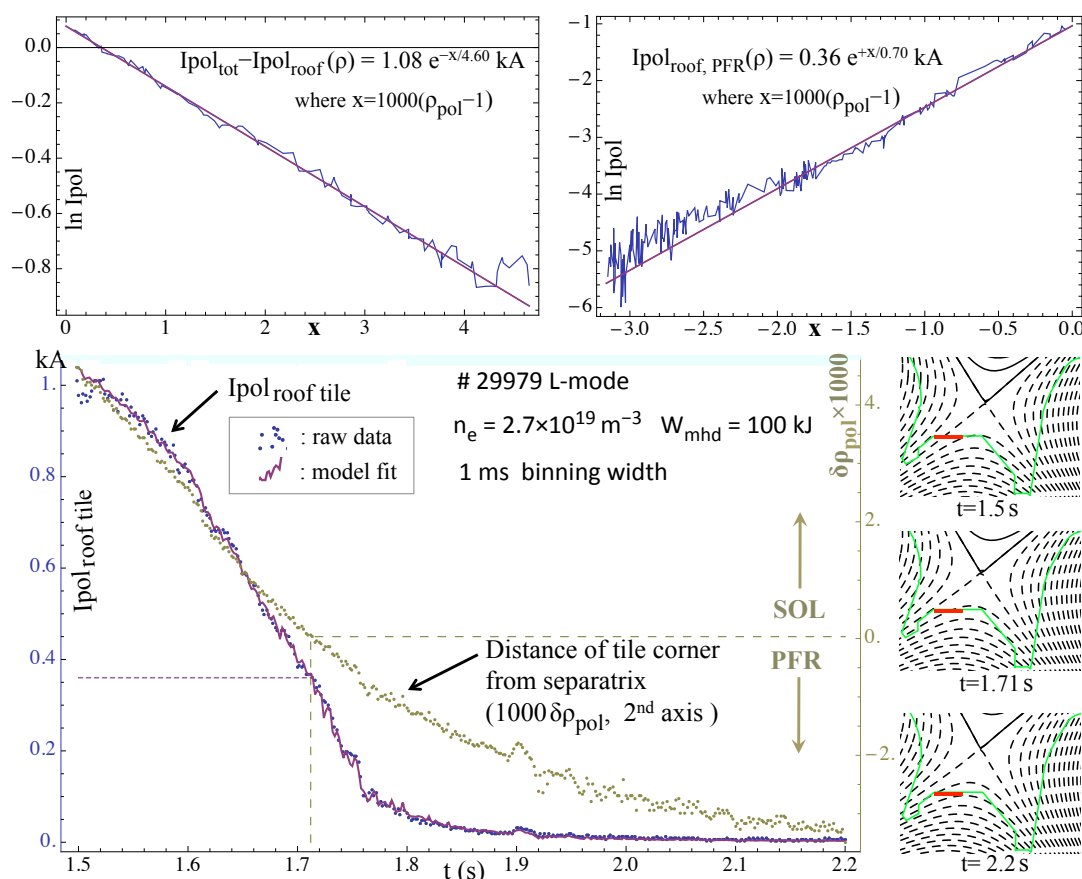 Ipol_tot−Ipol_roof(ρ) = 1.08 e^−x/4.60 kA
where x=1000(ρ_pol−1)
ln Ipol
0.0
−0.2
−0.4
−0.6
−0.8
0 1 2 3 4
x
Ipol_roof, PFR(ρ) = 0.36 e^+x/0.70 kA
where x=1000(ρ_pol−1)
ln Ipol
−1
−2
−3
−4
−5
−6
−3.0 −2.5 −2.0 −1.5 −1.0 −0.5 0.0
x
kA
Ipol_roof tile
# 29979 L-mode
n_e = 2.7×10^19 m^−3 W_mhd = 100 kJ
1 ms binning width
: raw data
: model fit
Ipol_roof tile
1.
0.8
0.6
0.4
0.2
0.
δρ_pol×1000
4.
2.
0.
−2.
SOL
PFR
Distance of tile corner
from separatrix
(1000 δρ_pol, 2^nd axis )
1.5 1.6 1.7 1.8 1.9 2.0 2.1 2.2
t (s)
t=1.5 s
t=1.71 s
t= 2.2 s